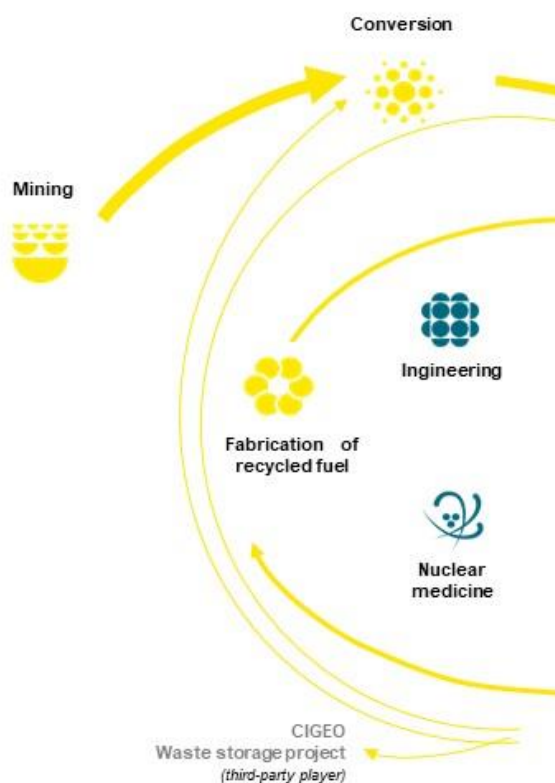 Conversion
Mining
Ingineering
Fabrication of
recycled fuel
Nuclear
medicine
CIGEO
Waste storage project
(third-party player)